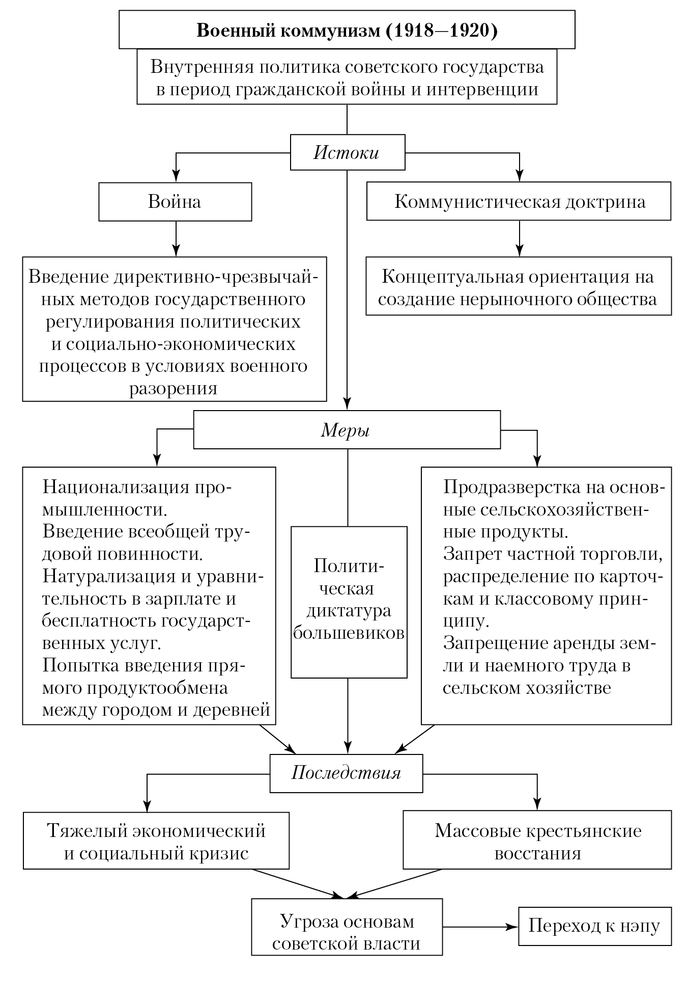 Военный коммунизм (1918—1920)
Внутренняя политика советского государства
в период гражданской войны и интервенции
Истоки
Война
Коммунистическая доктрина
Введение директивно-чрезвычай-
ных методов государственного
регулирования политических
и социально-экономических
процессов в условиях военного
разорения
Концептуальная ориентация на
создание нерыночного общества
Меры
Национализация про-
мышленности.
Введение всеобщей тру-
довой повинности.
Натурализация и уравни-
тельность в зарплате и
бесплатность государст-
венных услуг.
Попытка введения пря-
мого продуктообмена
между городом и деревней
Полити-
ческая
диктатура
большевиков
Продразверстка на основ-
ные сельскохозяйствен-
ные продукты.
Запрет частной торговли,
распределение по карточ-
кам и классовому прин-
ципу.
Запрещение аренды зем-
ли и наемного труда в
сельском хозяйстве
Последствия
Тяжелый экономический
и социальный кризис
Массовые крестьянские
восстания
Угроза основам
советской власти
Переход к нэпу